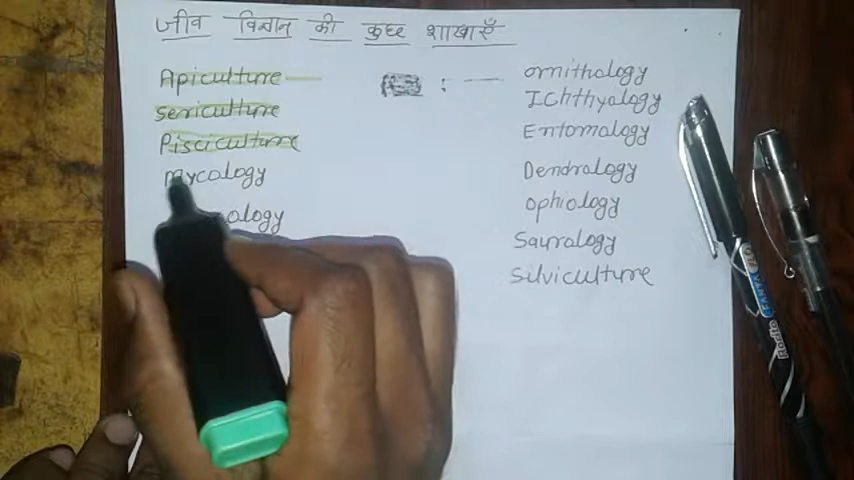 जीव विज्ञान की कुछ शाखाएँ
Apiculture
Sericulture
Pisciculture
Mycology
ology
:
Ornithology
Ichthyology
Entomology
Dendrology
Ophiology
Saurology
Silviculture